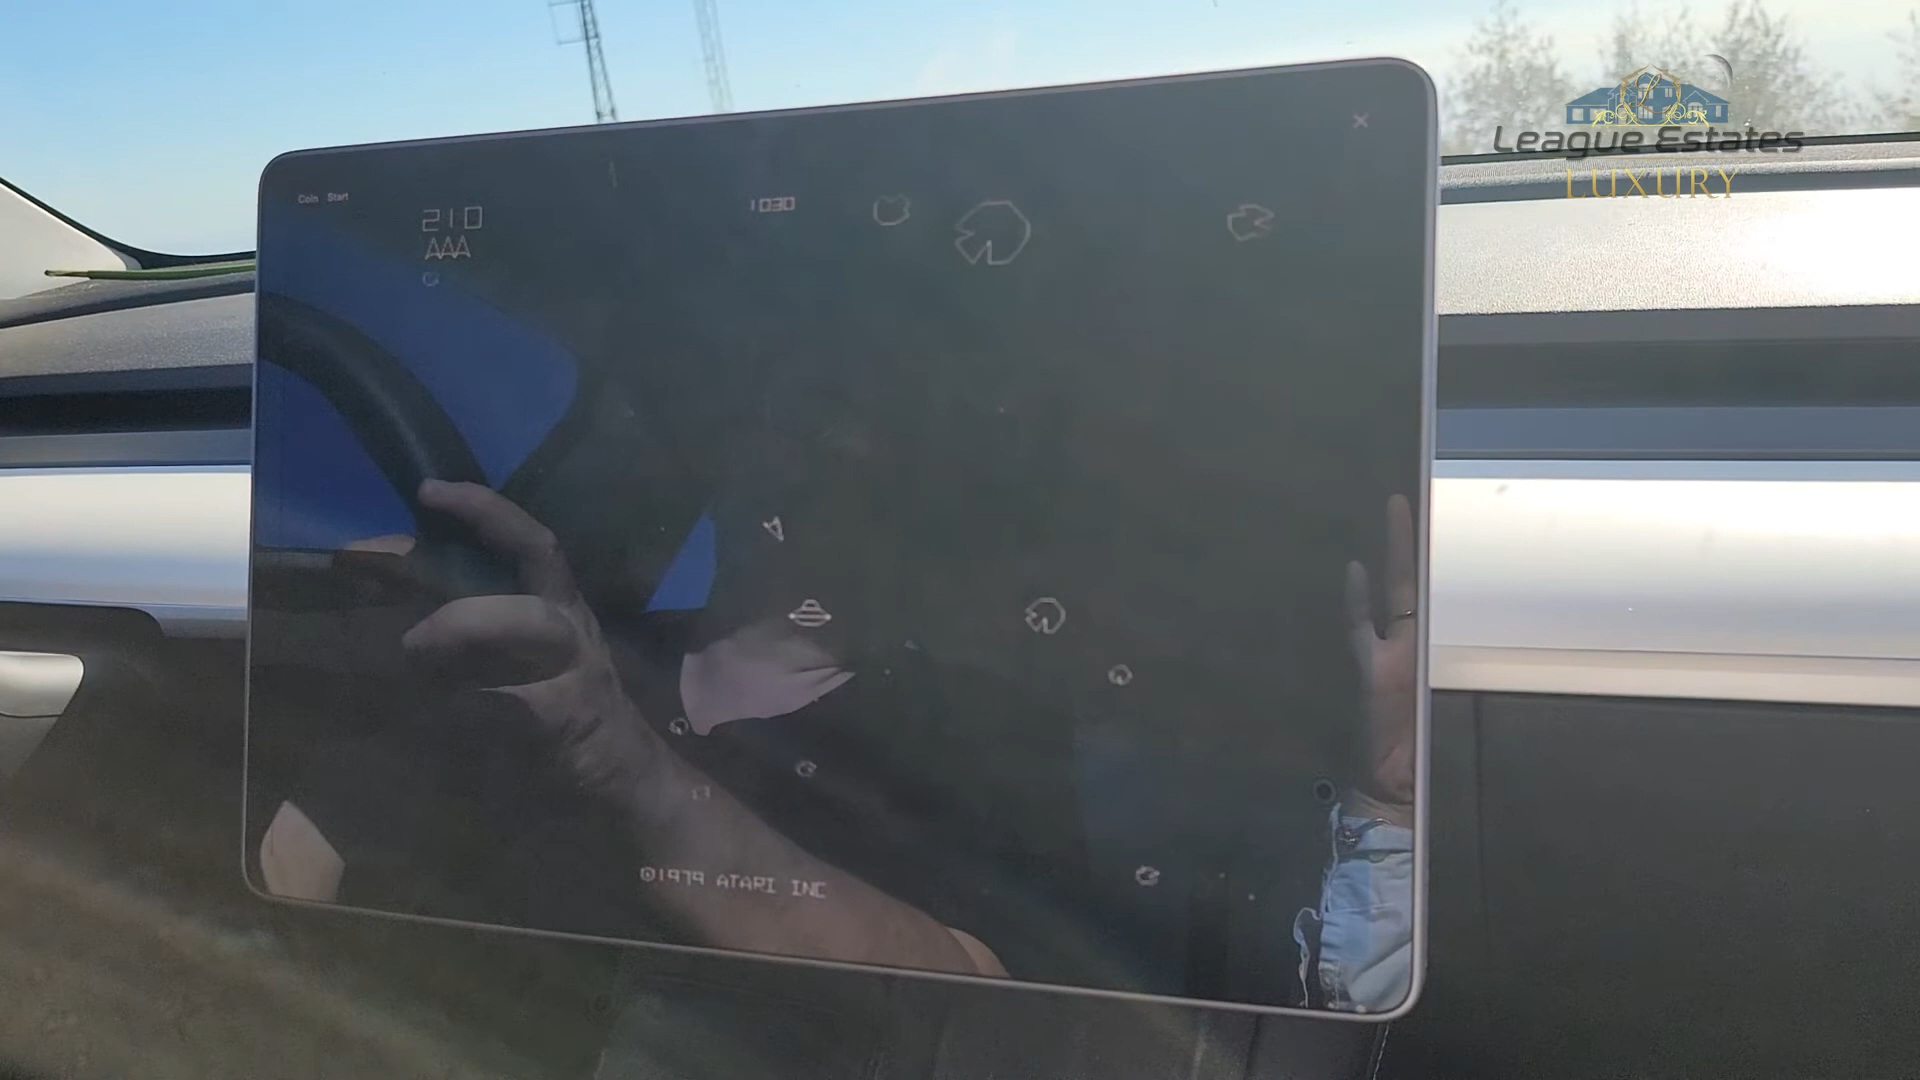 League Estates
LUXURY
Coin Start
210
1030
©1979 ATARI INC